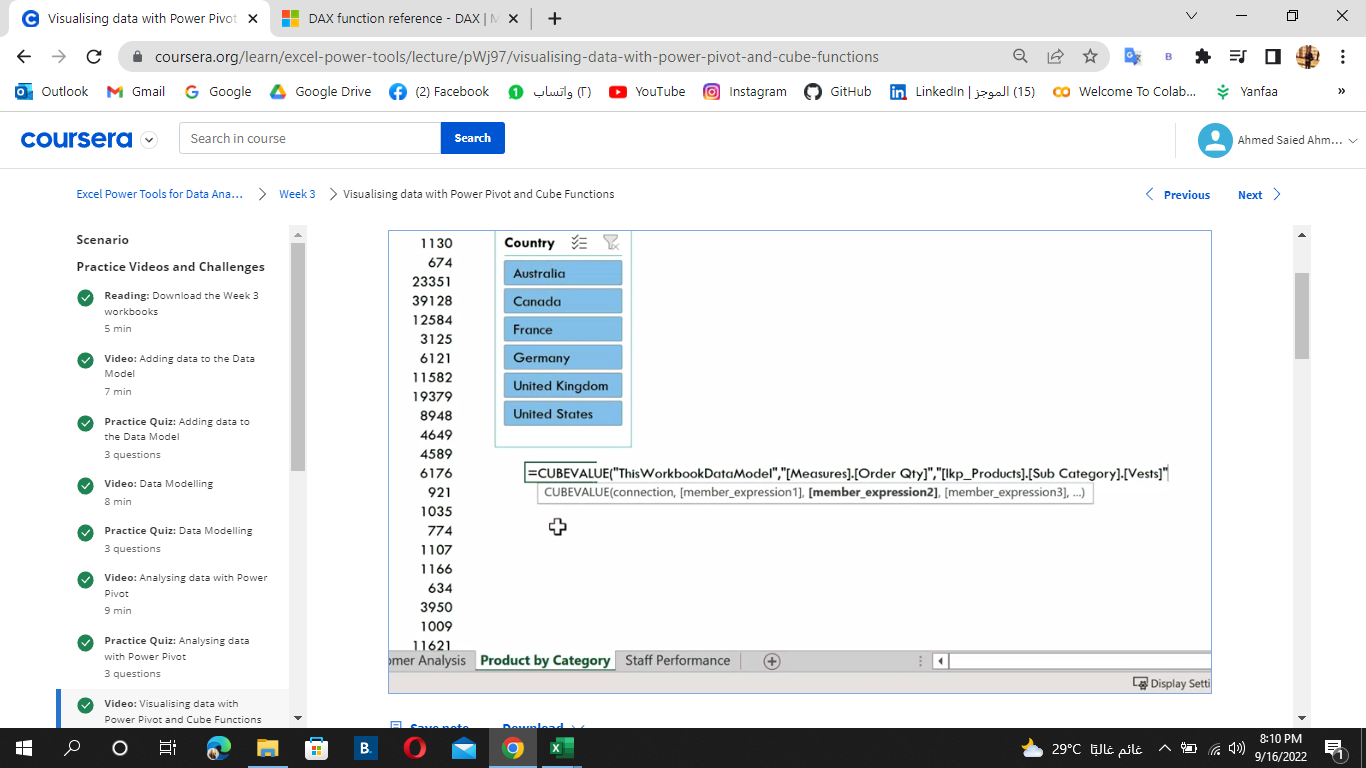 Visualising data with Power Pivot
DAX function reference - DAX | M
coursera.org/learn/excel-power-tools/lecture/pWj97/visualising-data-with-power-pivot-and-cube-functions
Outlook
Gmail
Google
Google Drive
(2) Facebook
(٢) واتساب
YouTube
Instagram
GitHub
LinkedIn | الموجز (15)
Welcome To Colab...
Yanfaa
»
coursera
Search in course
Search
Ahmed Saied Ahm...
Excel Power Tools for Data Ana...
Week 3
Visualising data with Power Pivot and Cube Functions
Previous
Next
Scenario
Practice Videos and Challenges
Reading: Download the Week 3
workbooks
5 min
Video: Adding data to the Data
Model
7 min
Practice Quiz: Adding data to
the Data Model
3 questions
Video: Data Modelling
8 min
Practice Quiz: Data Modelling
3 questions
Video: Analysing data with Power
Pivot
9 min
Practice Quiz: Analysing data
with Power Pivot
3 questions
Video: Visualising data with
Power Pivot and Cube Functions
1130
674
23351
39128
12584
3125
6121
11582
19379
8948
4649
4589
6176
921
1035
774
1107
1166
634
3950
1009
11621
Country
Australia
Canada
France
Germany
United Kingdom
United States
=CUBEVALUE("ThisWorkbookDataModel","[Measures].[Order Qty]","[lkp_Products].[Sub Category].[Vests]"
CUBEVALUE(connection, [member_expression1], [member_expression2], [member_expression3], ...)
omer Analysis
Product by Category
Staff Performance
Display Setti
Save note
Download
B.
29°C غائم غالبًا
8:10 PM
9/16/2022
1